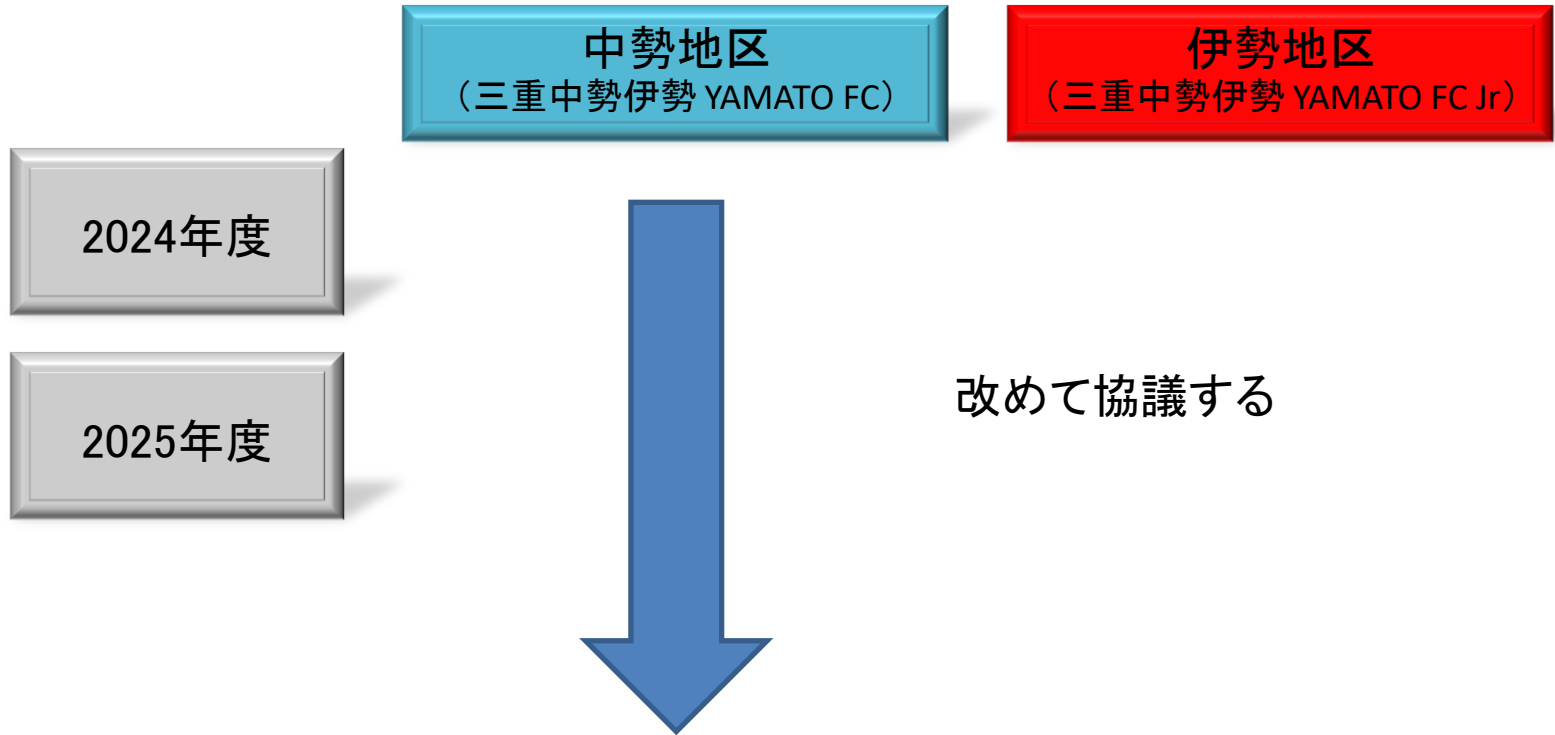 中勢地区
（三重中勢伊勢 YAMATO FC）
伊勢地区
（三重中勢伊勢 YAMATO FC Jr）
2024年度
改めて協議する
2025年度